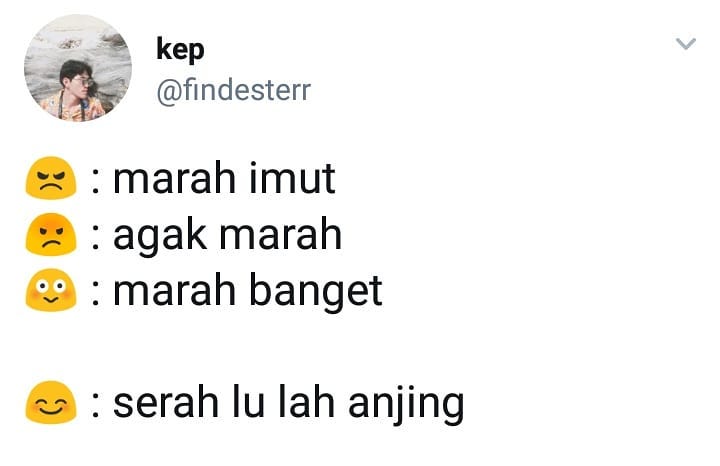 kep
@findesterr
😠 : marah imut
😡 : agak marah
😳 : marah banget
😊 : serah lu lah anjing